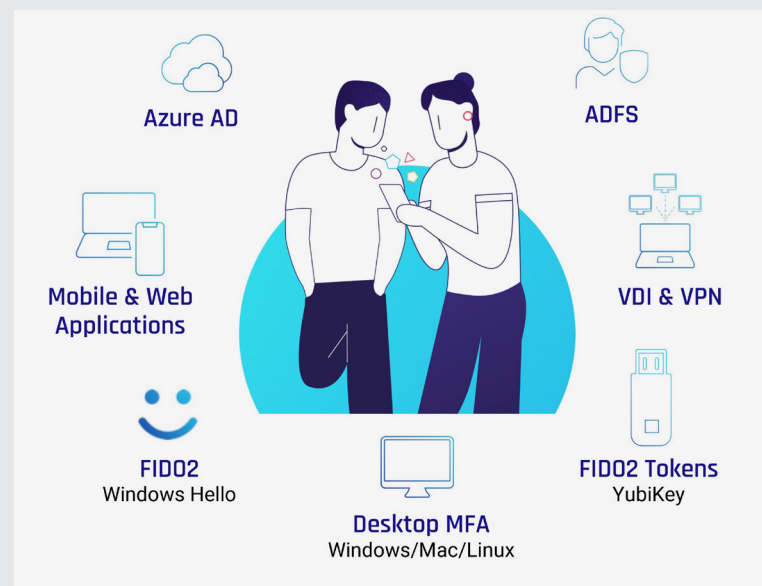 Azure AD
ADFS
Mobile & Web
Applications
VDI & VPN
FIDO2
Windows Hello
FIDO2 Tokens
YubiKey
Desktop MFA
Windows/Mac/Linux